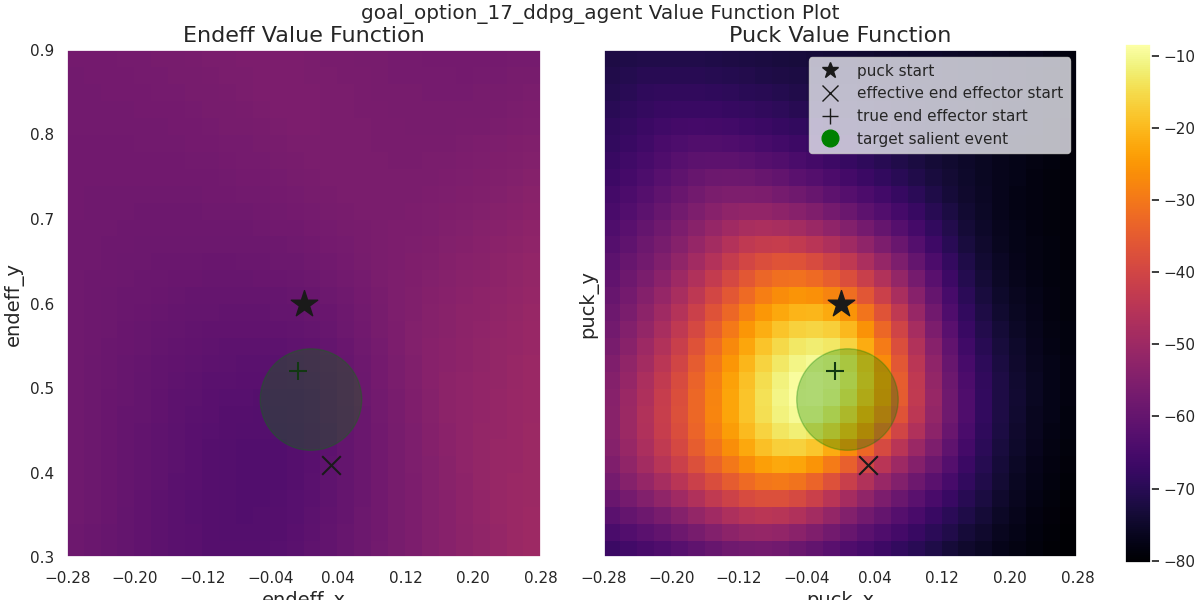 goal_option_17_ddpg_agent Value Function Plot
Endeff Value Function
Puck Value Function
endeff_y
0.9
0.8
0.7
0.6
0.5
0.4
0.3
−0.28 −0.20 −0.12 −0.04 0.04 0.12 0.20 0.28
endeff_x
puck_y
puck start
effective end effector start
true end effector start
target salient event
−0.28 −0.20 −0.12 −0.04 0.04 0.12 0.20 0.28
puck_x
−10
−20
−30
−40
−50
−60
−70
−80